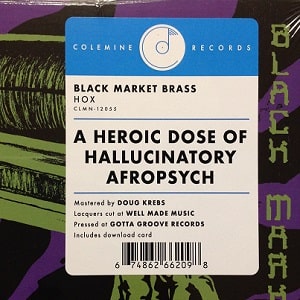 COLEMINE RECORDS
BLACK MARKET BRASS
HOX
CLMN-12055
A HEROIC DOSE OF
HALLUCINATORY
AFROPSYCH
Mastered by DOUG KREBS
Lacquers cut at WELL MADE MUSIC
Pressed at GOTTA GROOVE RECORDS
Includes download card
6 74862 66209 8
BLACK MAR